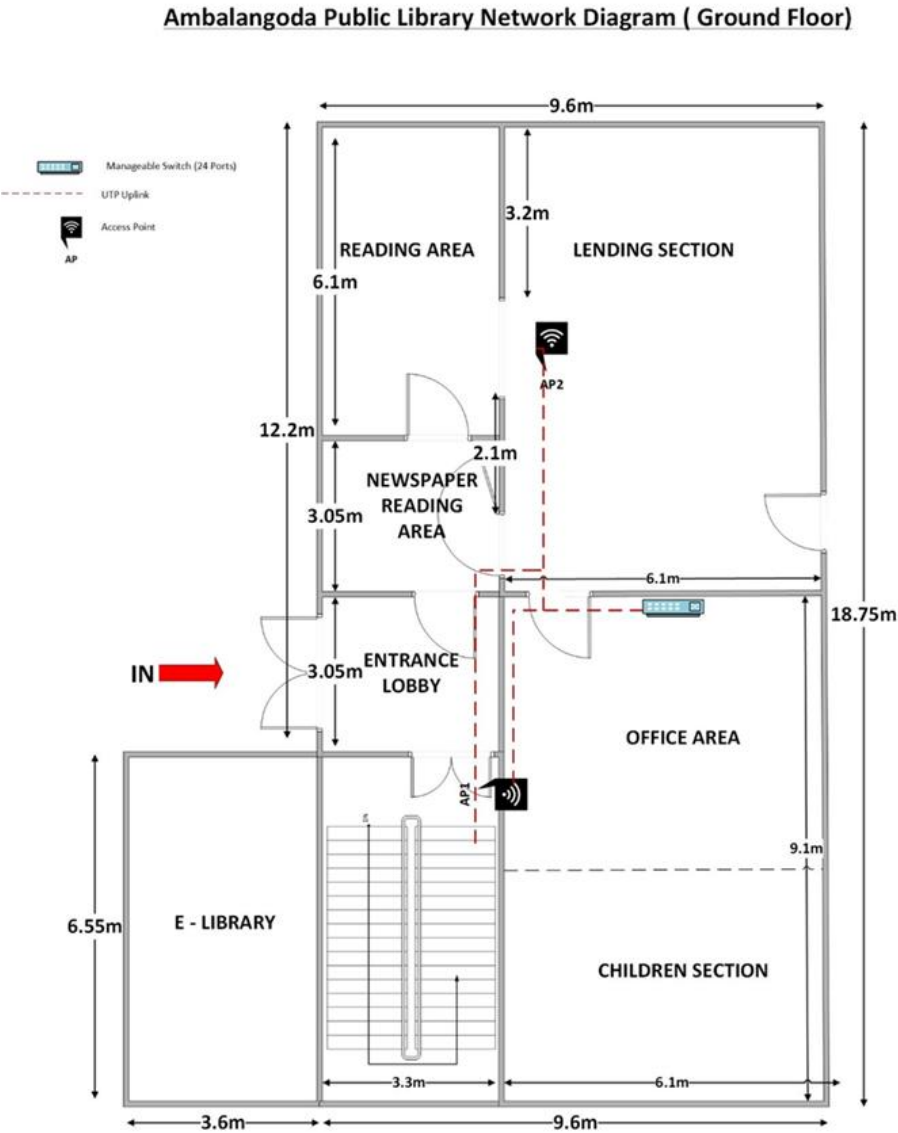 Ambalangoda Public Library Network Diagram ( Ground Floor)
9.6m
Manageable Switch (24 Ports)
UTP Uplink
Access Point
AP
3.2m
READING AREA
LENDING SECTION
6.1m
AP2
12.2m
2.1m
NEWSPAPER
READING
AREA
3.05m
6.1m
18.75m
IN
3.05m
ENTRANCE
LOBBY
OFFICE AREA
AP1
9.1m
6.55m
E - LIBRARY
CHILDREN SECTION
3.3m
6.1m
3.6m
9.6m